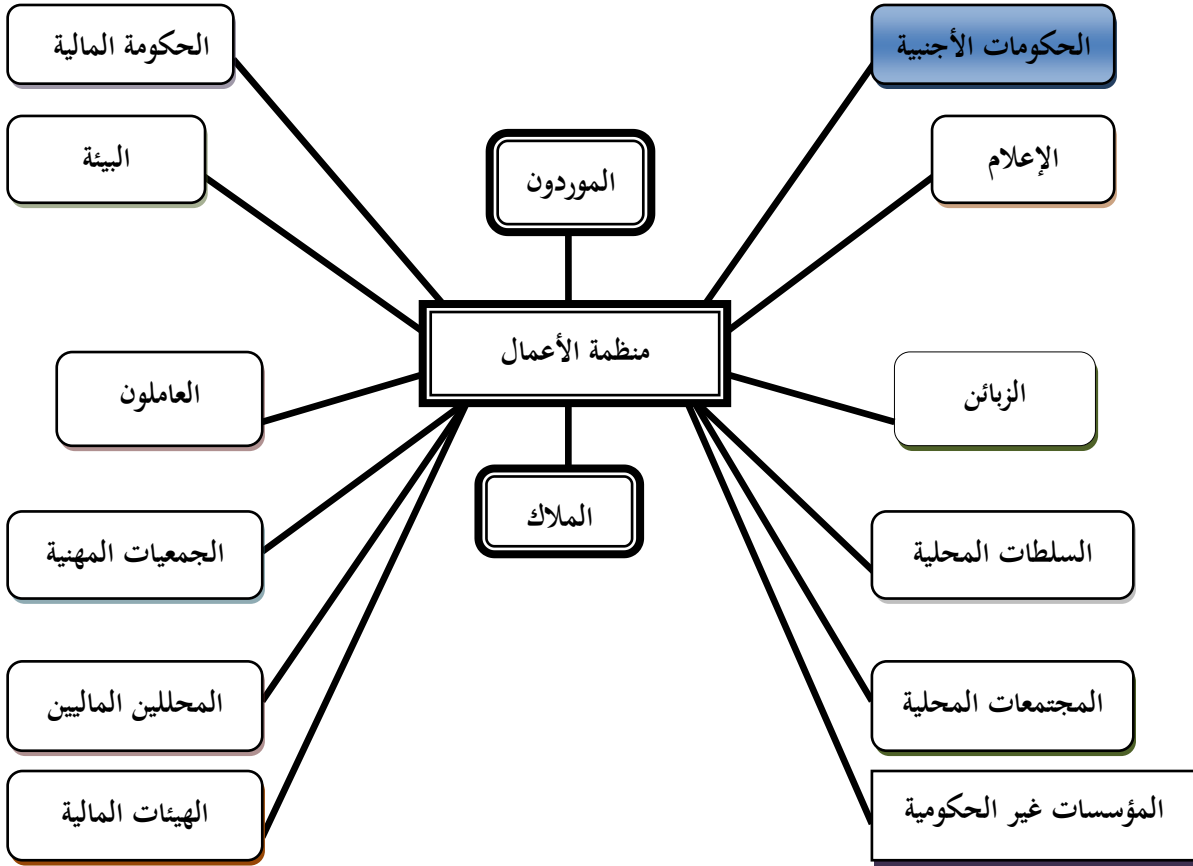 الحكومات الأجنبية
الحكومة المالية
الإعلام
البيئة
الموردون
منظمة الأعمال
الزبائن
العاملون
الملاك
السلطات المحلية
الجمعيات المهنية
المجتمعات المحلية
المحللين الماليين
المؤسسات غير الحكومية
الهيئات المالية